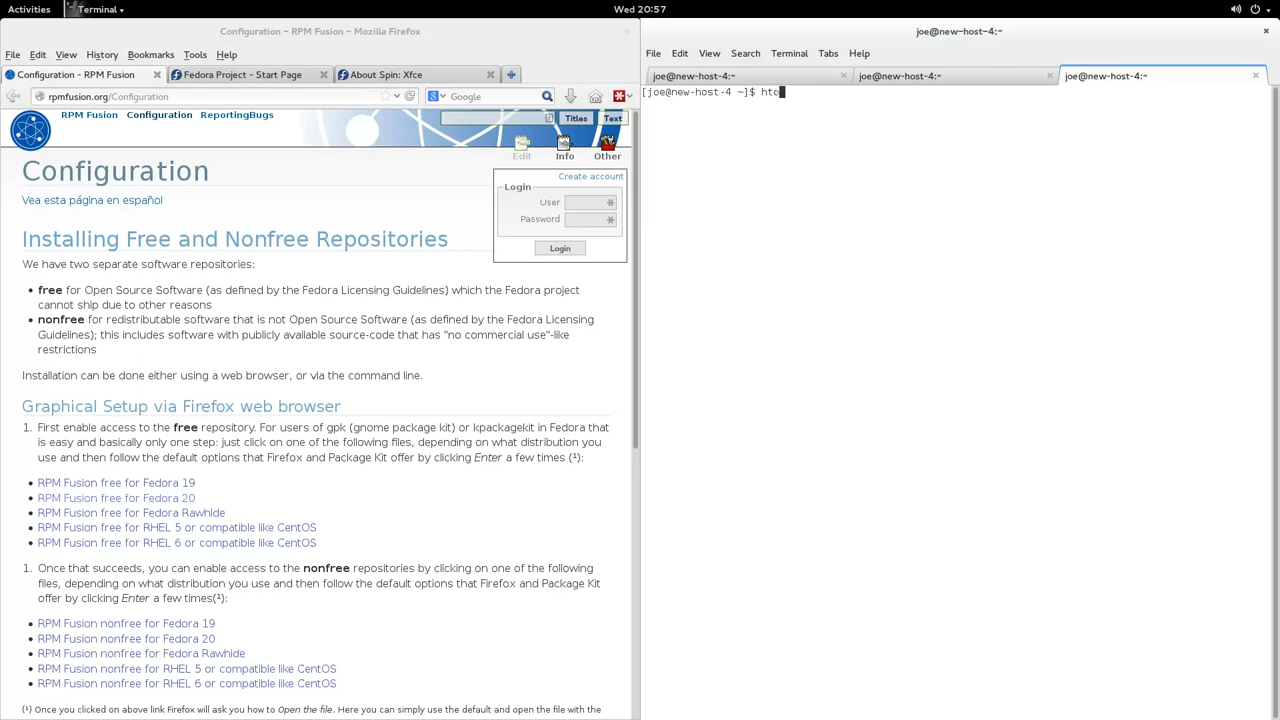 Activities Terminal Wed 20:57
Configuration - RPM Fusion - Mozilla Firefox
File Edit View History Bookmarks Tools Help
Configuration - RPM Fusion Fedora Project - Start Page About Spin: Xfce
rpmfusion.org/Configuration Google
RPM Fusion Configuration ReportingBugs
Titles Text
Edit Info Other
Configuration
Create account
Login
Vea esta página en español
User
Password
Login
Installing Free and Nonfree Repositories
We have two separate software repositories:
• free for Open Source Software (as defined by the Fedora Licensing Guidelines) which the Fedora project
cannot ship due to other reasons
• nonfree for redistributable software that is not Open Source Software (as defined by the Fedora Licensing
Guidelines); this includes software with publicly available source-code that has "no commercial use"-like
restrictions
Installation can be done either using a web browser, or via the command line.
Graphical Setup via Firefox web browser
1. First enable access to the free repository. For users of gpk (gnome package kit) or kpackagekit in Fedora that
is easy and basically only one step: just click on one of the following files, depending on what distribution you
use and then follow the default options that Firefox and Package Kit offer by clicking Enter a few times (¹):
• RPM Fusion free for Fedora 19
• RPM Fusion free for Fedora 20
• RPM Fusion free for Fedora Rawhide
• RPM Fusion free for RHEL 5 or compatible like CentOS
• RPM Fusion free for RHEL 6 or compatible like CentOS
1. Once that succeeds, you can enable access to the nonfree repositories by clicking on one of the following
files, depending on what distribution you use and then follow the default options that Firefox and Package Kit
offer by clicking Enter a few times(¹):
• RPM Fusion nonfree for Fedora 19
• RPM Fusion nonfree for Fedora 20
• RPM Fusion nonfree for Fedora Rawhide
• RPM Fusion nonfree for RHEL 5 or compatible like CentOS
• RPM Fusion nonfree for RHEL 6 or compatible like CentOS
(¹) Once you clicked on above link Firefox will ask you how to Open the file. Here you can simply use the default and open the file with the
joe@new-host-4:~
File Edit View Search Terminal Tabs Help
joe@new-host-4:~ joe@new-host-4:~ joe@new-host-4:~
[joe@new-host-4 ~]$ hto